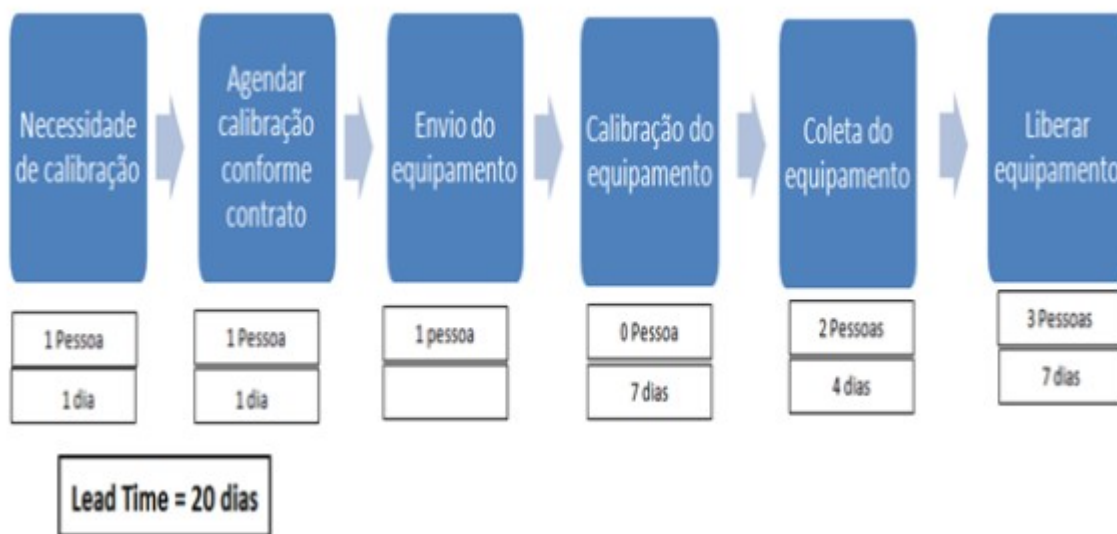 Necessidade
de calibração
Agendar
calibração
conforme
contrato
Envio do
equipamento
Calibração do
equipamento
Coleta do
equipamento
Liberar
equipamento
1 Pessoa
1 Pessoa
1 pessoa
0 Pessoa
2 Pessoas
3 Pessoas
1 dia
1 dia
7 dias
4 dias
7 dias
Lead Time = 20 dias